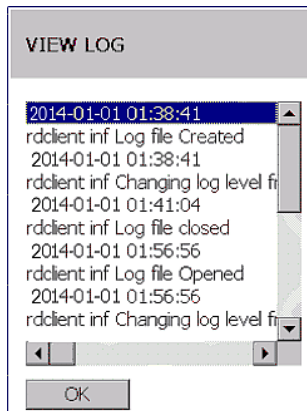 VIEW LOG
2014-01-01 01:38:41
rdclient inf Log file Created
2014-01-01 01:38:41
rdclient inf Changing log level fr
2014-01-01 01:41:04
rdclient inf Log file closed
2014-01-01 01:56:56
rdclient inf Log file Opened
2014-01-01 01:56:56
rdclient inf Changing log level fr
OK